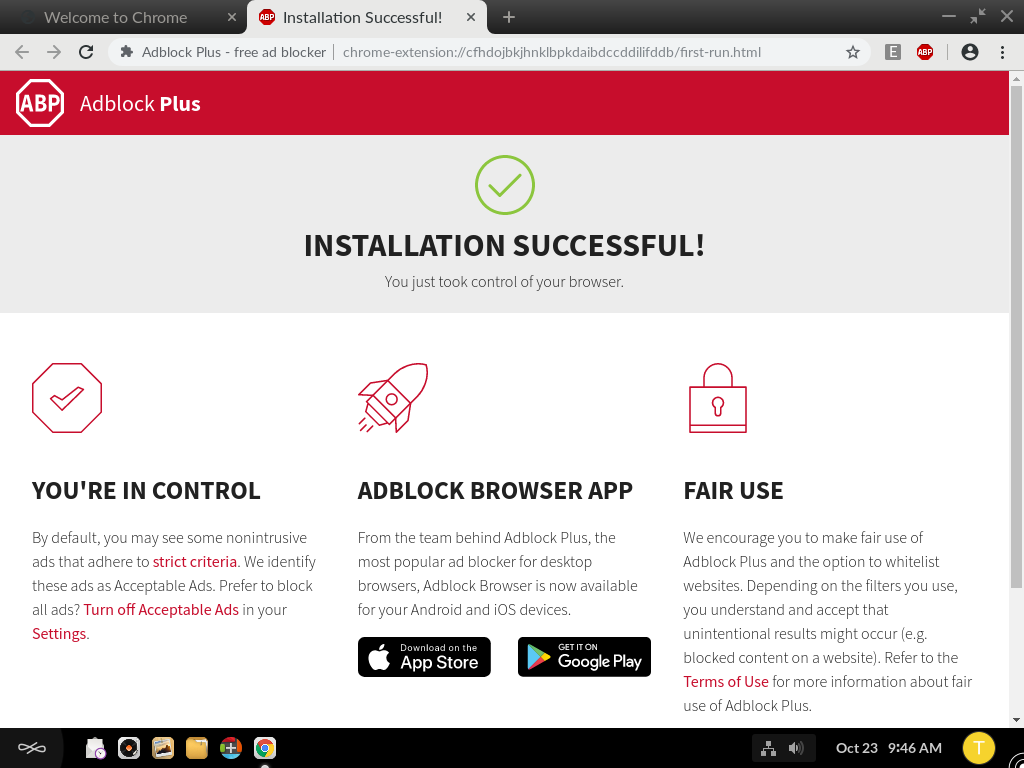 Welcome to Chrome
ABP Installation Successful!
Adblock Plus - free ad blocker chrome-extension://cfhdojbkjhnklbpkdaibdccddilifddb/first-run.html E ABP
ABP Adblock Plus
INSTALLATION SUCCESSFUL!
You just took control of your browser.
YOU'RE IN CONTROL
By default, you may see some nonintrusive
ads that adhere to strict criteria. We identify
these ads as Acceptable Ads. Prefer to block
all ads? Turn off Acceptable Ads in your
Settings.
ADBLOCK BROWSER APP
From the team behind Adblock Plus, the
most popular ad blocker for desktop
browsers, Adblock Browser is now available
for your Android and iOS devices.
Download on the
App Store
GET IT ON
Google Play
FAIR USE
We encourage you to make fair use of
Adblock Plus and the option to whitelist
websites. Depending on the filters you use,
you understand and accept that
unintentional results might occur (e.g.
blocked content on a website). Refer to the
Terms of Use for more information about fair
use of Adblock Plus.
Oct 23 9:46 AM T